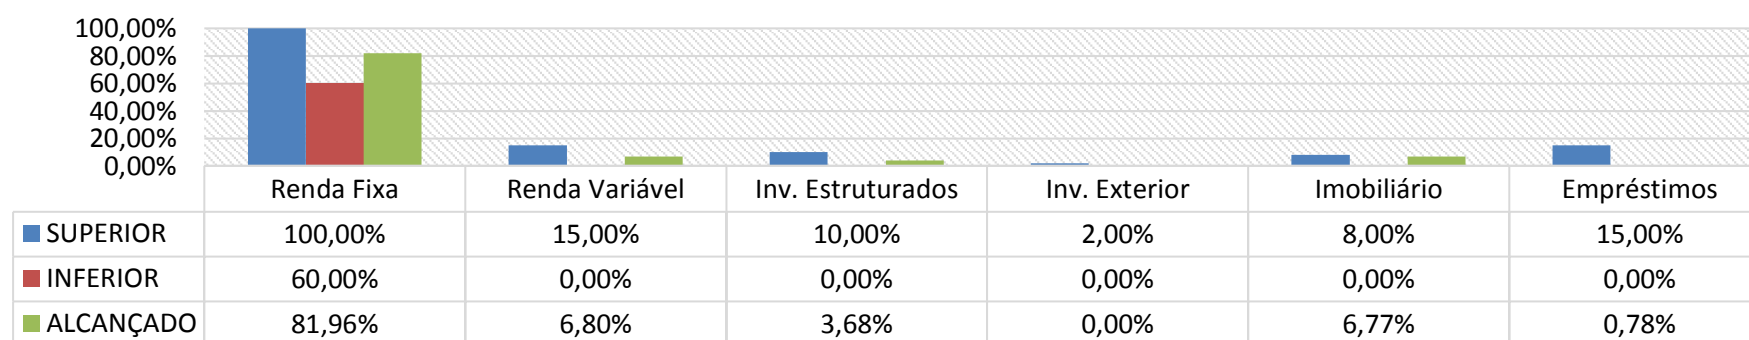 100,00%
80,00%
60,00%
40,00%
20,00%
0,00%
Renda Fixa Renda Variável Inv. Estruturados Inv. Exterior Imobiliário Empréstimos
SUPERIOR 100,00% 15,00% 10,00% 2,00% 8,00% 15,00%
INFERIOR 60,00% 0,00% 0,00% 0,00% 0,00% 0,00%
ALCANÇADO 81,96% 6,80% 3,68% 0,00% 6,77% 0,78%